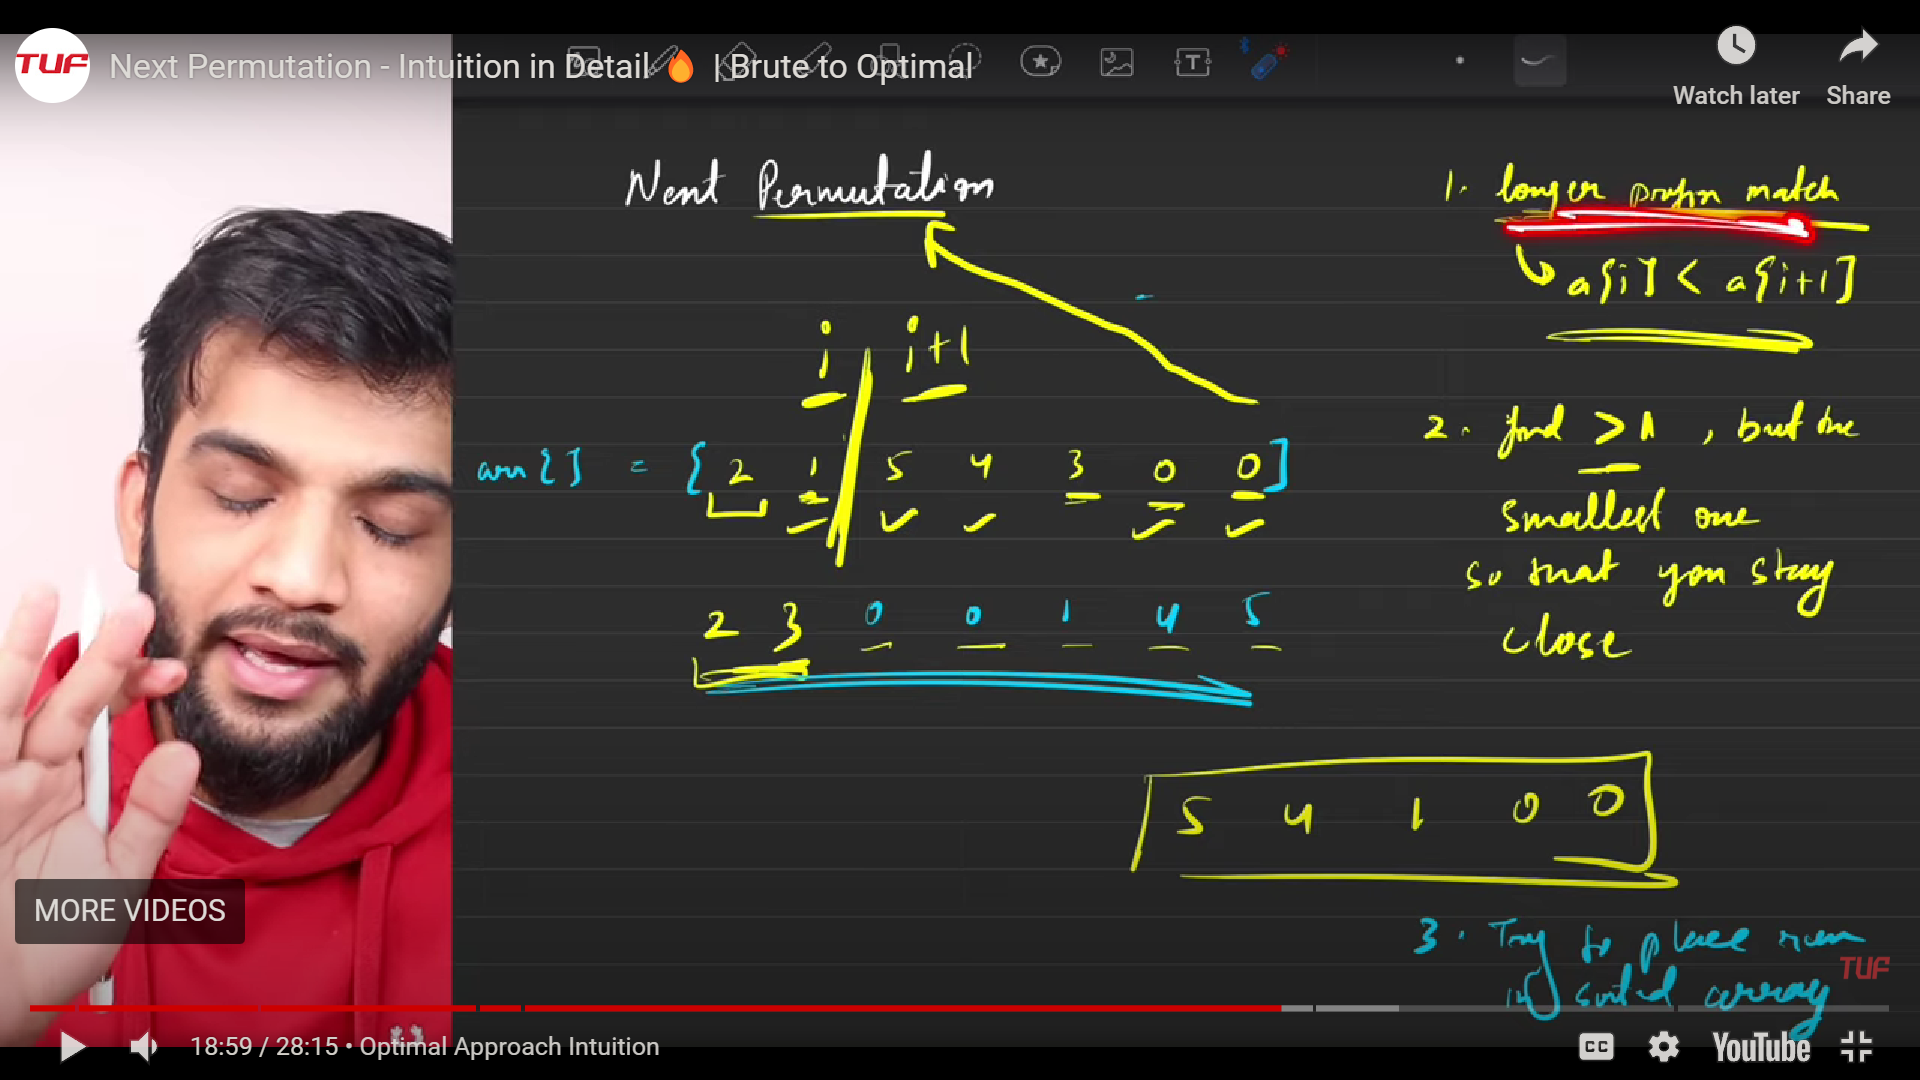 TUF Next Permutation - Intuition in Detail 🔥 | Brute to Optimal
Watch later
Share
Next Permutation
1. longer prefix match
a[i] < a[i+1]
i i+1
2. find > 1 , but the
smallest one
so that you stay
close
arr[] = {2 1 5 4 3 0 0]
2 3 0 0 1 4 5
5 4 1 0 0
MORE VIDEOS
3. Try to place rem
in sorted array
TUF
18:59 / 28:15 • Optimal Approach Intuition
CC
YouTube